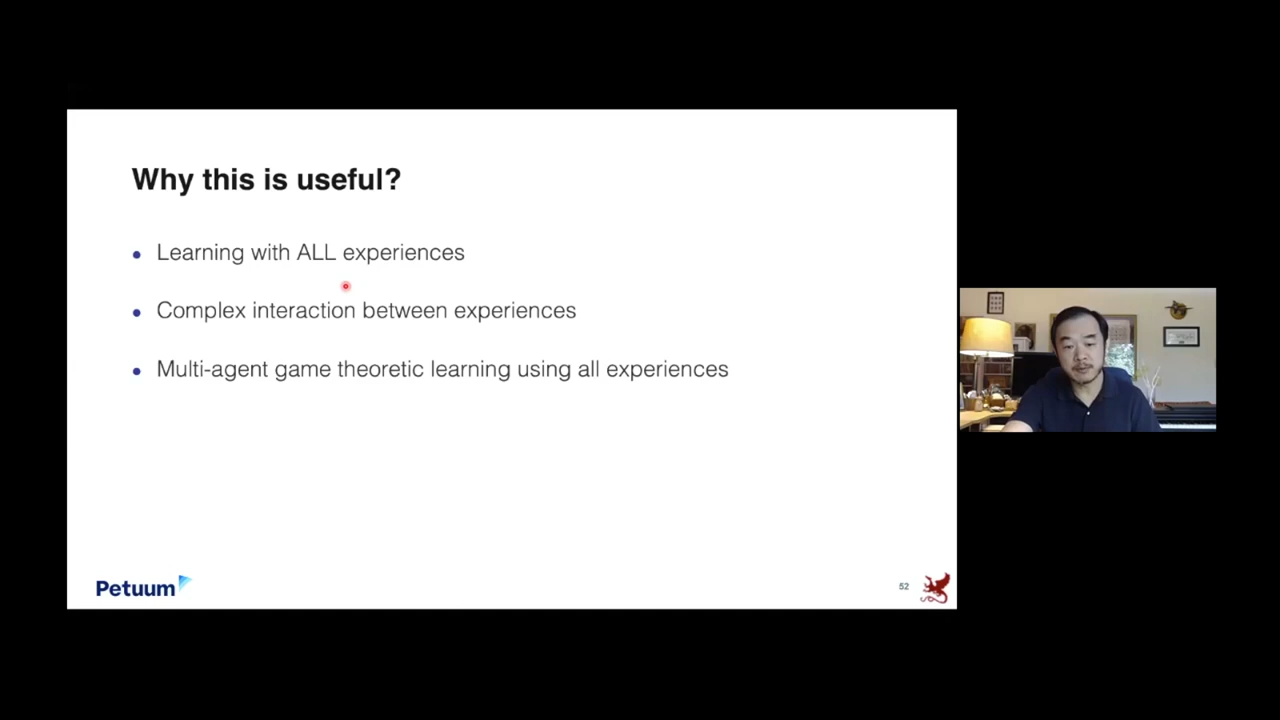 Why this is useful?
Learning with ALL experiences
Complex interaction between experiences
Multi-agent game theoretic learning using all experiences
Petuum
52